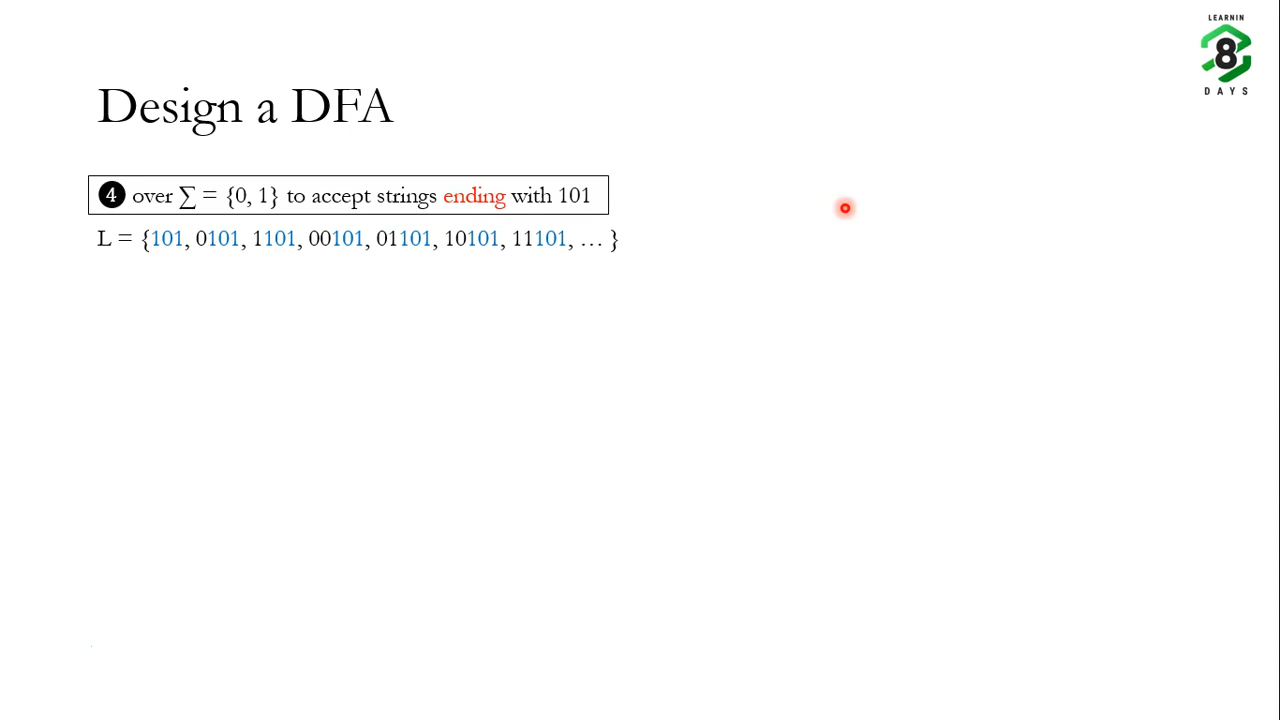 LEARNIN
8
DAYS
Design a DFA
4 over ∑ = {0, 1} to accept strings ending with 101
L = {101, 0101, 1101, 00101, 01101, 10101, 11101, … }